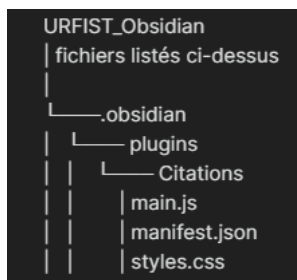 URFIST_Obsidian
fichiers listés ci-dessus
.obsidian
plugins
Citations
main.js
manifest.json
styles.css